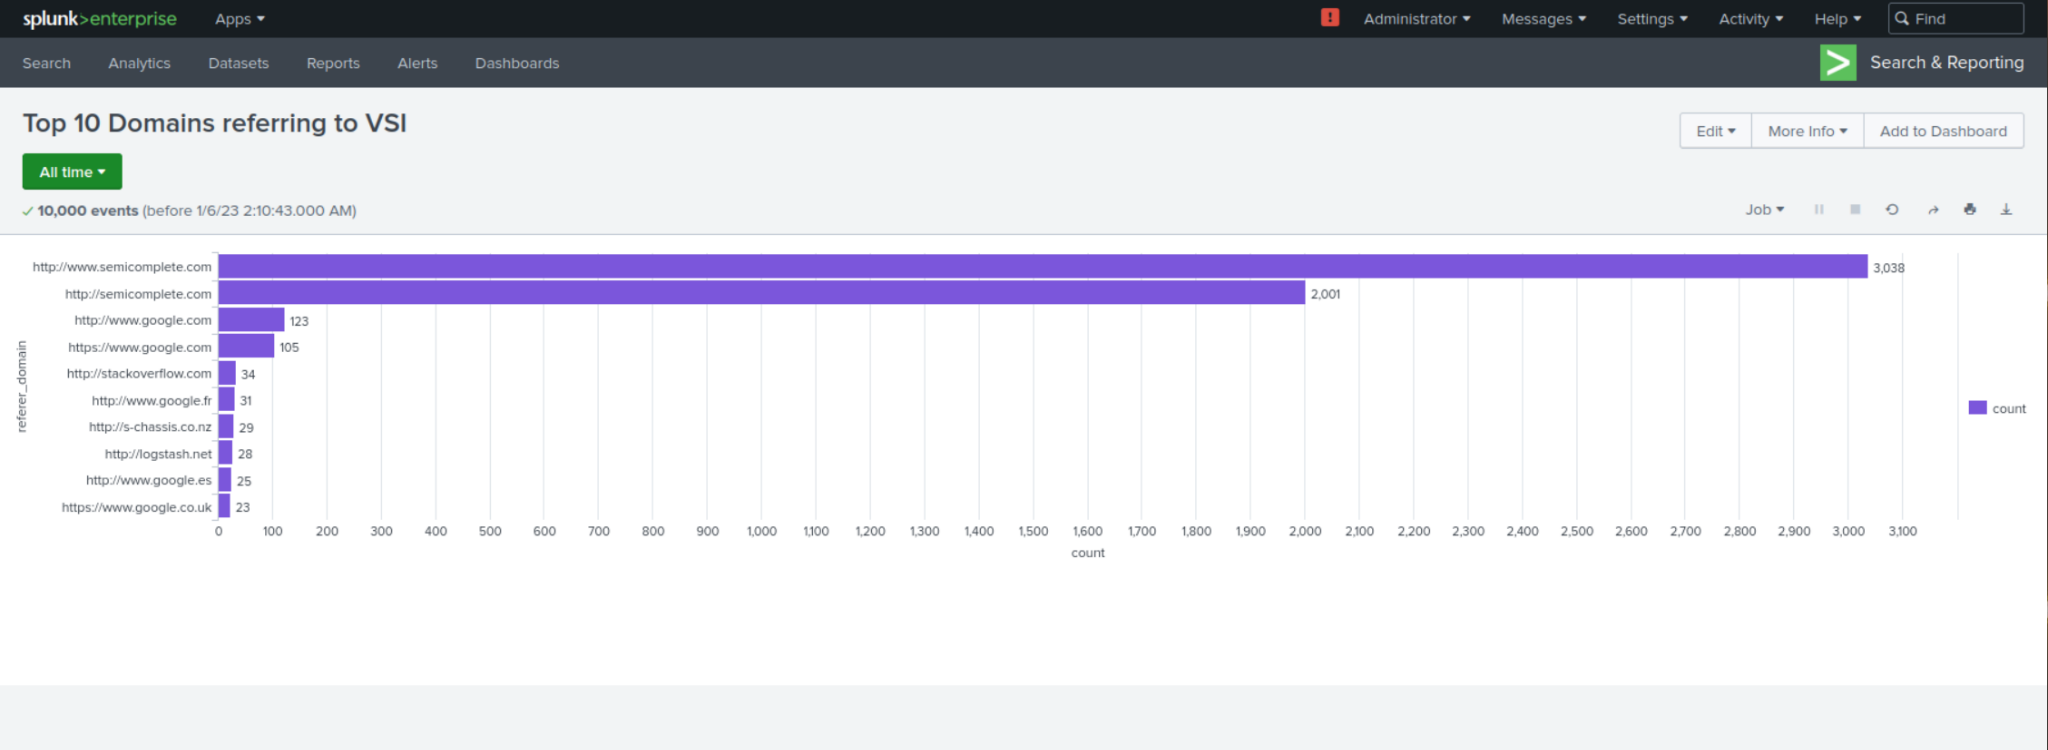 splunk>enterprise Apps Administrator Messages Settings Activity Help Find
Search Analytics Datasets Reports Alerts Dashboards Search & Reporting
Top 10 Domains referring to VSI
Edit More Info Add to Dashboard
All time
10,000 events (before 1/6/23 2:10:43.000 AM)
Job
referer_domain
http://www.semicomplete.com 3,038
http://semicomplete.com 2,001
http://www.google.com 123
https://www.google.com 105
http://stackoverflow.com 34
http://www.google.fr 31
http://s-chassis.co.nz 29
http://logstash.net 28
http://www.google.es 25
https://www.google.co.uk 23
count
0 100 200 300 400 500 600 700 800 900 1,000 1,100 1,200 1,300 1,400 1,500 1,600 1,700 1,800 1,900 2,000 2,100 2,200 2,300 2,400 2,500 2,600 2,700 2,800 2,900 3,000 3,100
count